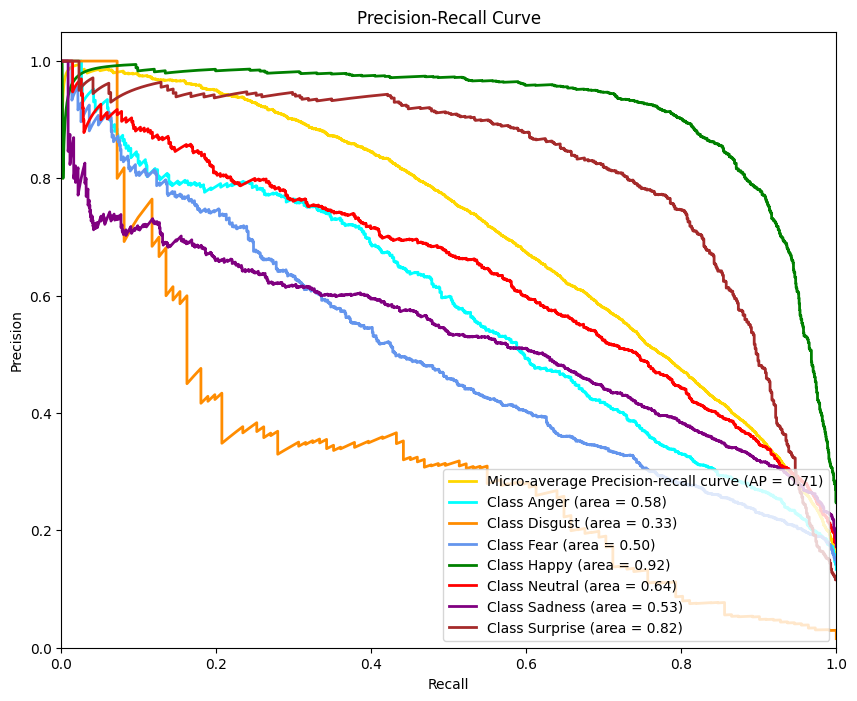 Precision-Recall Curve
1.0
0.8
0.6
0.4
0.2
0.0
Precision
Micro-average Precision-recall curve (AP = 0.71)
Class Anger (area = 0.58)
Class Disgust (area = 0.33)
Class Fear (area = 0.50)
Class Happy (area = 0.92)
Class Neutral (area = 0.64)
Class Sadness (area = 0.53)
Class Surprise (area = 0.82)
0.0 0.2 0.4 0.6 0.8 1.0
Recall